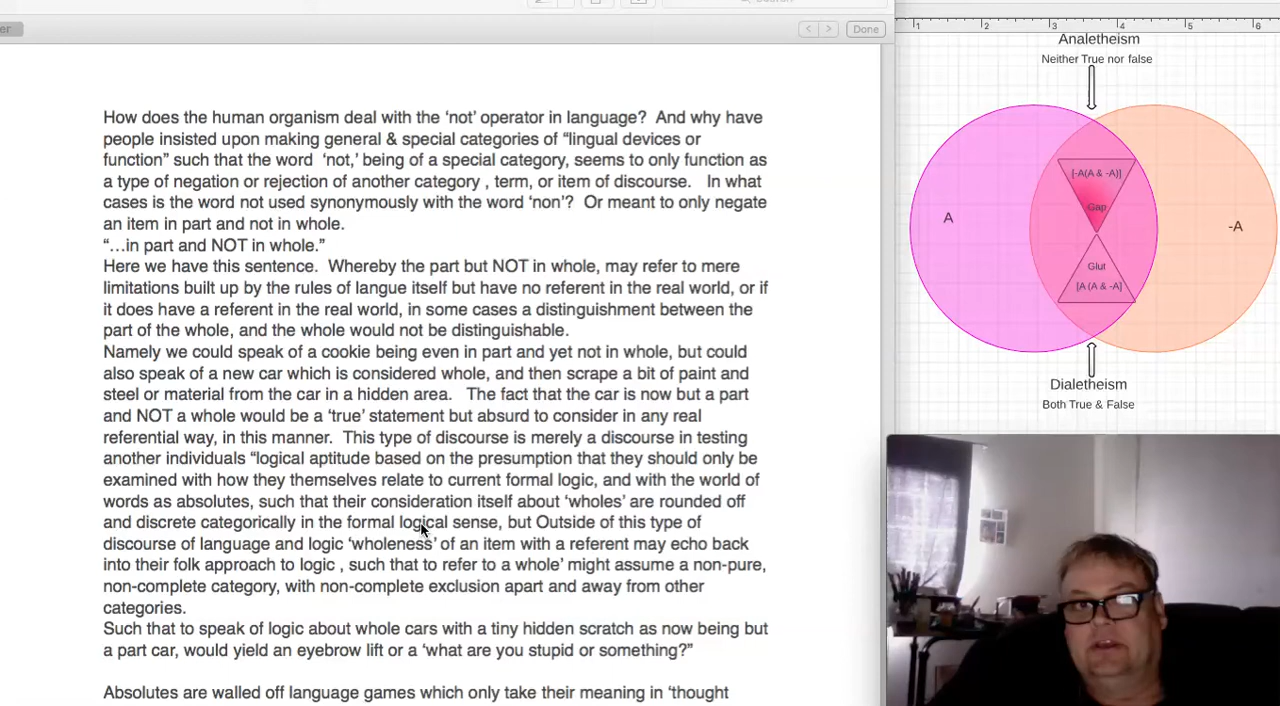 er
Done
How does the human organism deal with the ‘not’ operator in language?  And why have
people insisted upon making general & special categories of “lingual devices or
function” such that the word  ‘not,’ being of a special category, seems to only function as
a type of negation or rejection of another category , term, or item of discourse.   In what
cases is the word not used synonymously with the word ‘non’?  Or meant to only negate
an item in part and not in whole.
“…in part and NOT in whole.”
Here we have this sentence.  Whereby the part but NOT in whole, may refer to mere
limitations built up by the rules of langue itself but have no referent in the real world, or if
it does have a referent in the real world, in some cases a distinguishment between the
part of the whole, and the whole would not be distinguishable.
Namely we could speak of a cookie being even in part and yet not in whole, but could
also speak of a new car which is considered whole, and then scrape a bit of paint and
steel or material from the car in a hidden area.   The fact that the car is now but a part
and NOT a whole would be a ‘true’ statement but absurd to consider in any real
referential way, in this manner.  This type of discourse is merely a discourse in testing
another individuals “logical aptitude based on the presumption that they should only be
examined with how they themselves relate to current formal logic, and with the world of
words as absolutes, such that their consideration itself about ‘wholes’ are rounded off
and discrete categorically in the formal logical sense, but Outside of this type of
discourse of language and logic ‘wholeness’ of an item with a referent may echo back
into their folk approach to logic , such that to refer to a whole’ might assume a non-pure,
non-complete category, with non-complete exclusion apart and away from other
categories.
Such that to speak of logic about whole cars with a tiny hidden scratch as now being but
a part car, would yield an eyebrow lift or a ‘what are you stupid or something?”
Absolutes are walled off language games which only take their meaning in ‘thought
1 2 3 4 5 6
Analetheism
Neither True nor false
[-A(A & -A)]
Gap
A
-A
Glut
[A (A & -A]
Dialetheism
Both True & False